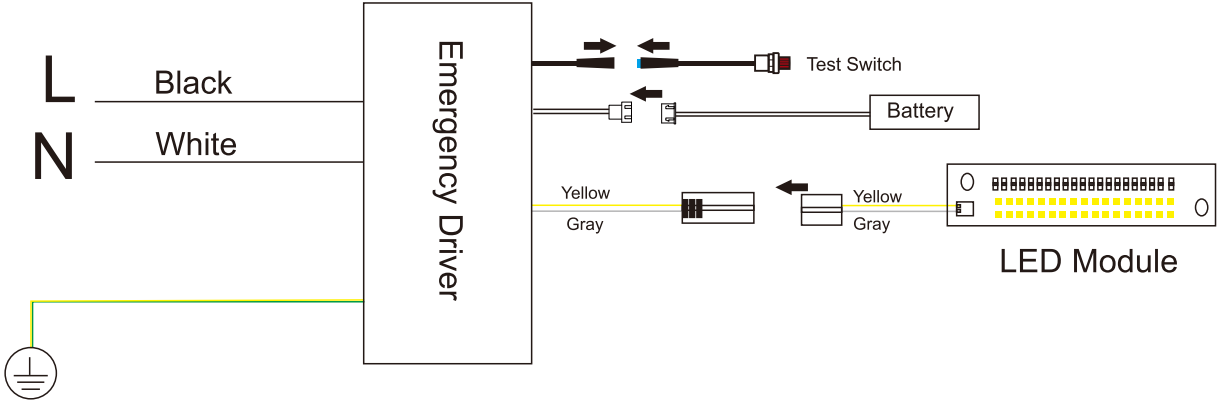 L
Black
N
White
Emergency Driver
Test Switch
Battery
Yellow
Gray
Yellow
Gray
LED Module